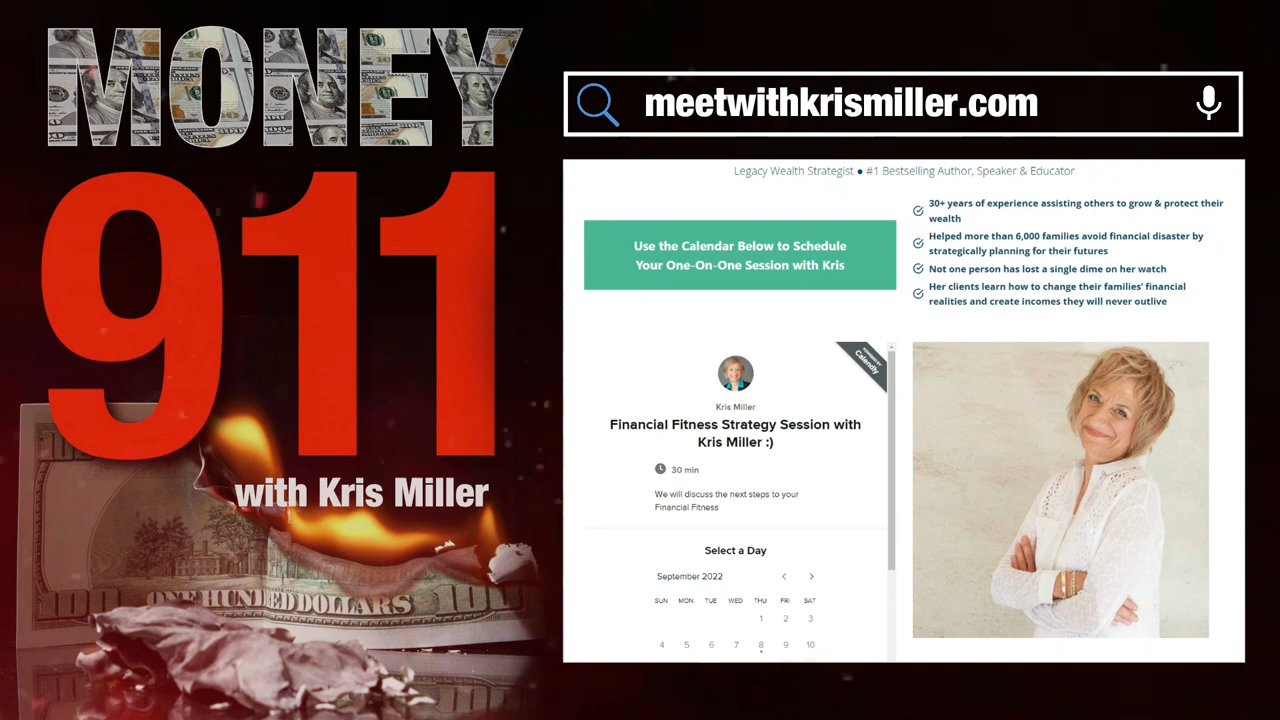 MONEY
911
with Kris Miller
ONE HUNDRED DOLLARS
100
meetwithkrismiller.com
Legacy Wealth Strategist ● #1 Bestselling Author, Speaker & Educator
Use the Calendar Below to Schedule
Your One-On-One Session with Kris
30+ years of experience assisting others to grow & protect their
wealth
Helped more than 6,000 families avoid financial disaster by
strategically planning for their futures
Not one person has lost a single dime on her watch
Her clients learn how to change their families' financial
realities and create incomes they will never outlive
POWERED BY
Calendly
Kris Miller
Financial Fitness Strategy Session with
Kris Miller :)
30 min
We will discuss the next steps to your
Financial Fitness
Select a Day
September 2022
SUN MON TUE WED THU FRI SAT
1 2 3
4 5 6 7 8 9 10